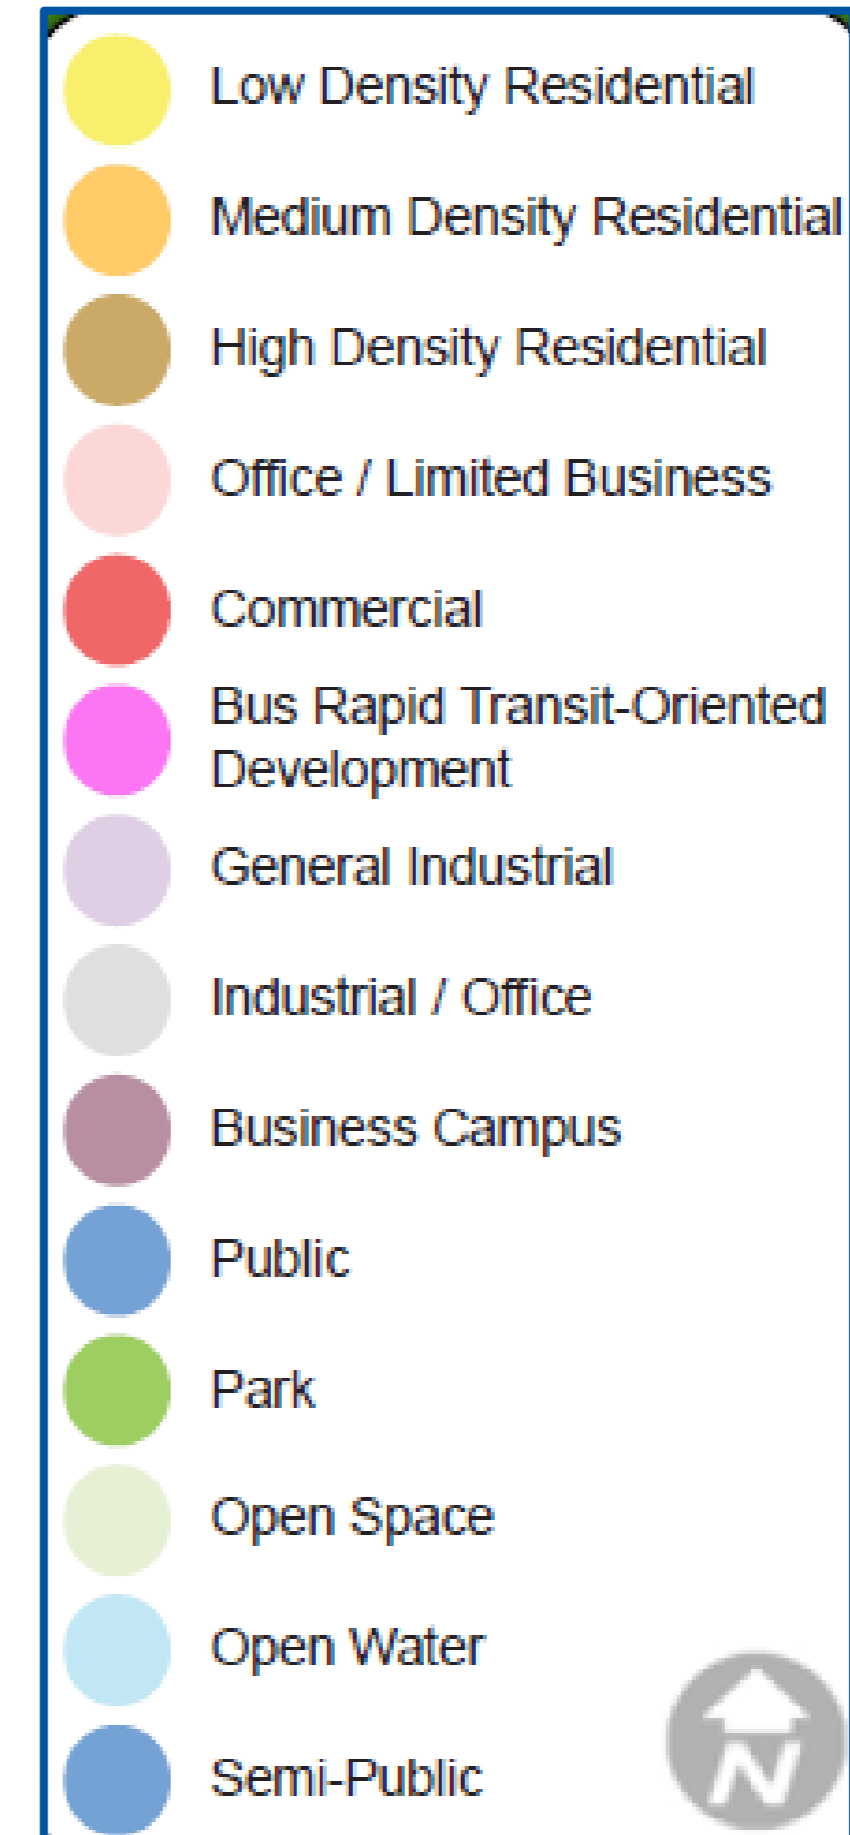 Low Density Residential
Medium Density Residential
High Density Residential
Office / Limited Business
Commercial
Bus Rapid Transit-Oriented
Development
General Industrial
Industrial / Office
Business Campus
Public
Park
Open Space
Open Water
Semi-Public
N